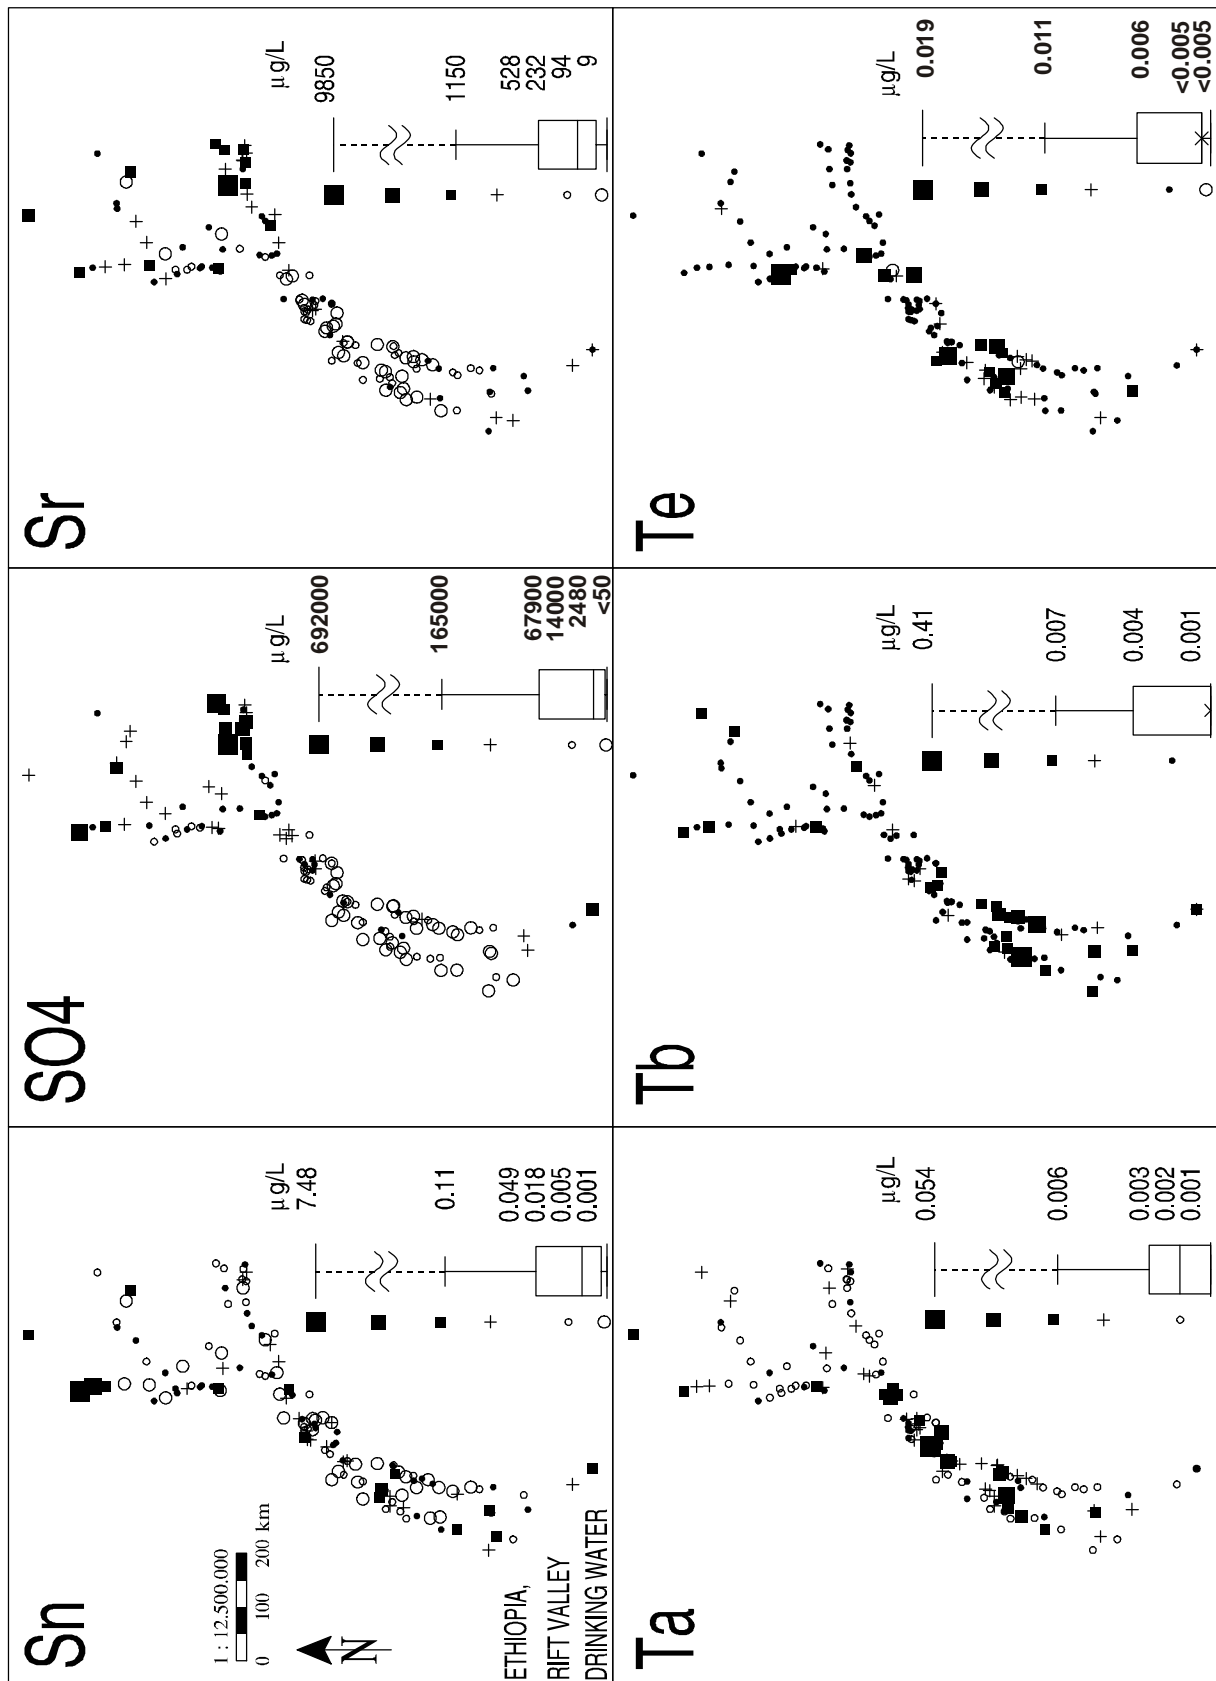 Sn
1 : 12.500.000
0 100 200 km
N
ETHIOPIA,
RIFT VALLEY
DRINKING WATER
µg/L
7.48
0.11
0.049
0.018
0.005
0.001
SO4
µg/L
692000
165000
67900
14000
2480
<50
Sr
µg/L
9850
1150
528
232
94
9
Ta
µg/L
0.054
0.006
0.003
0.002
0.001
Tb
µg/L
0.41
0.007
0.004
0.001
Te
µg/L
0.019
0.011
0.006
<0.005
<0.005